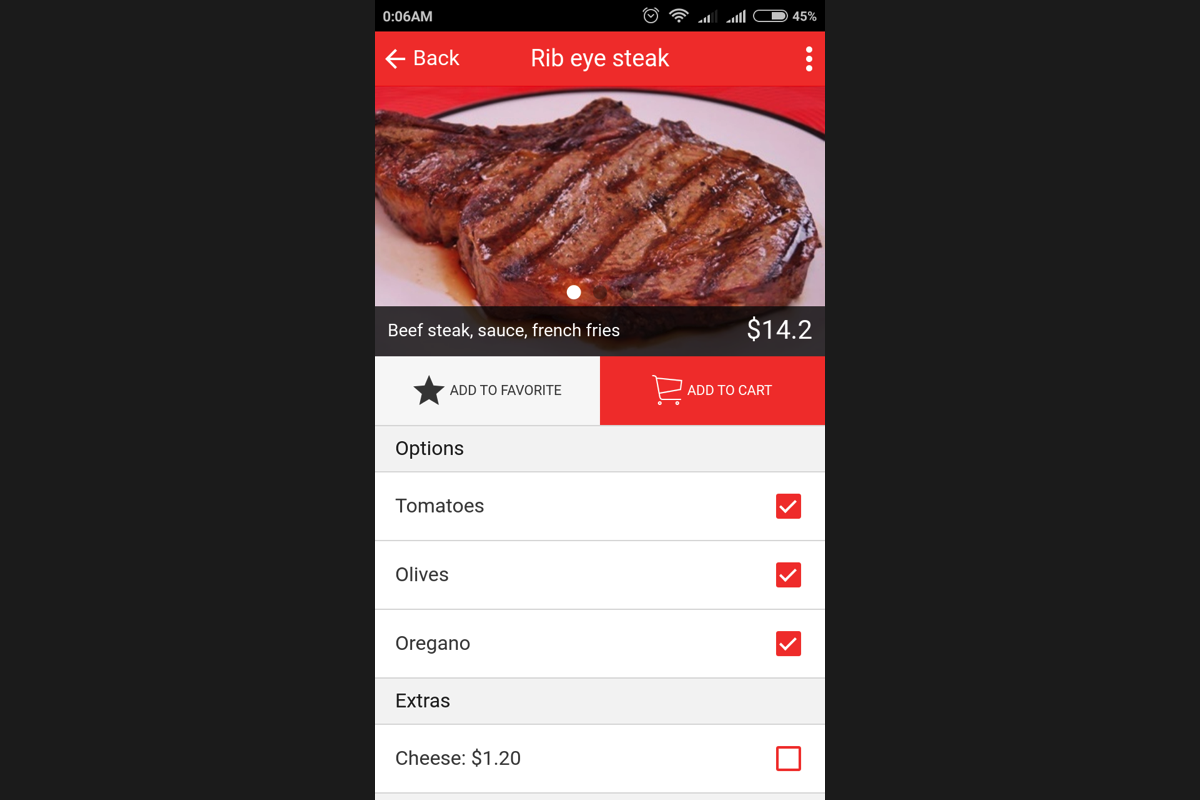 0:06AM 45%
Back Rib eye steak
Beef steak, sauce, french fries $14.2
ADD TO FAVORITE ADD TO CART
Options
Tomatoes
Olives
Oregano
Extras
Cheese: $1.20